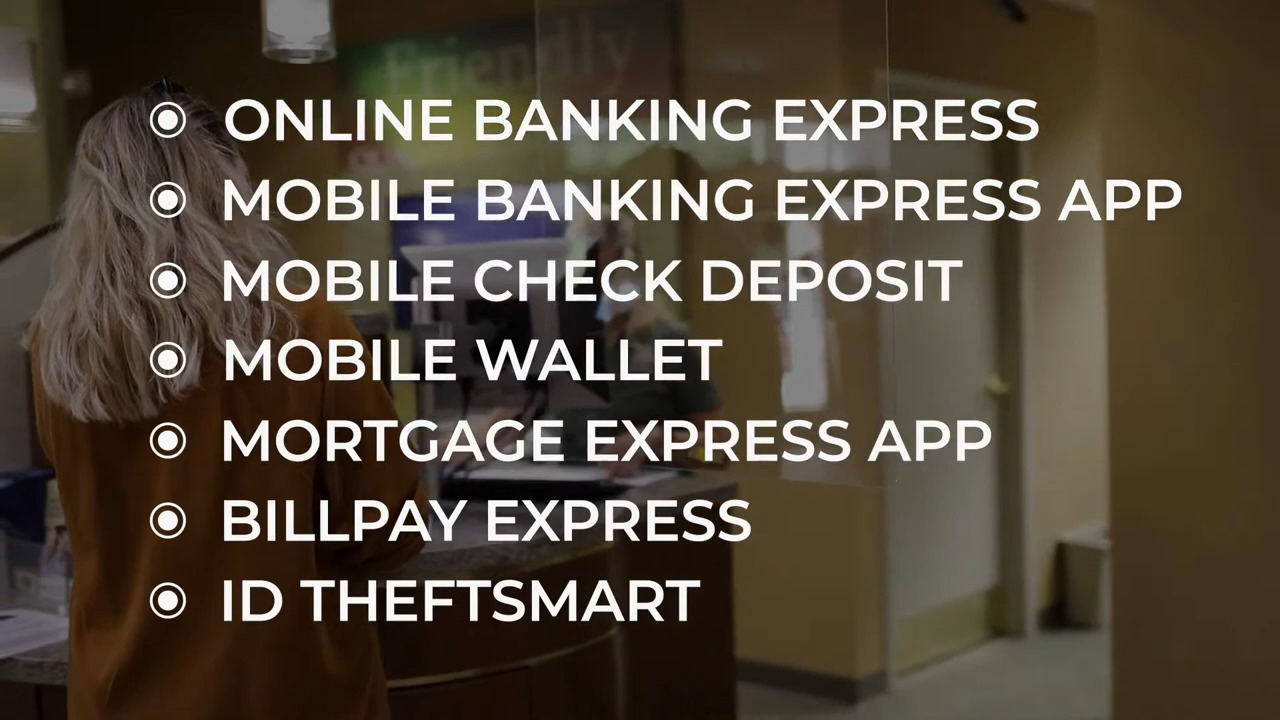 Friendly
ONLINE BANKING EXPRESS
MOBILE BANKING EXPRESS APP
MOBILE CHECK DEPOSIT
MOBILE WALLET
MORTGAGE EXPRESS APP
BILLPAY EXPRESS
ID THEFTSMART